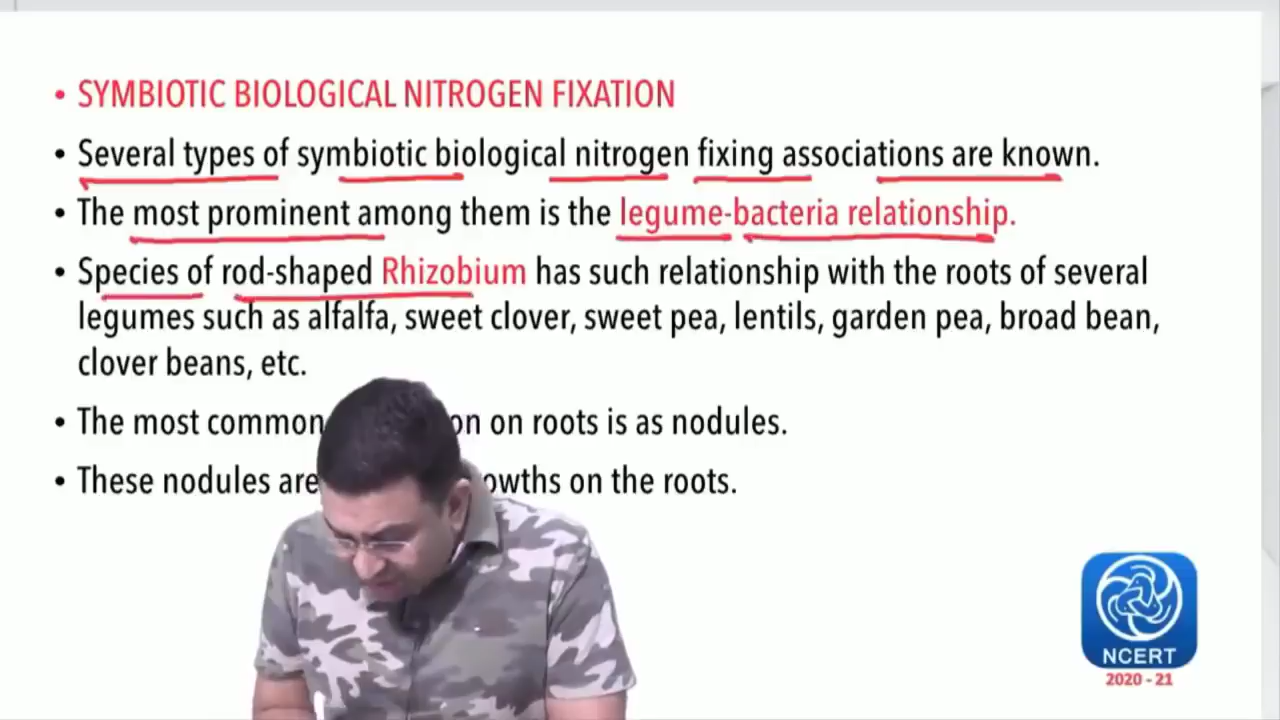 • SYMBIOTIC BIOLOGICAL NITROGEN FIXATION
• Several types of symbiotic biological nitrogen fixing associations are known.
• The most prominent among them is the legume-bacteria relationship.
• Species of rod-shaped Rhizobium has such relationship with the roots of several
legumes such as alfalfa, sweet clover, sweet pea, lentils, garden pea, broad bean,
clover beans, etc.
• The most common on roots is as nodules.
• These nodules are on the roots.
NCERT
2020 - 21